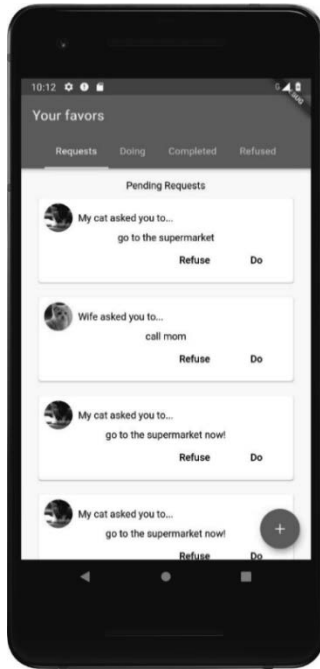 10:12 G
DEBUG
Your favors
Requests Doing Completed Refused
Pending Requests
My cat asked you to...
go to the supermarket
Refuse Do
Wife asked you to...
call mom
Refuse Do
My cat asked you to...
go to the supermarket now!
Refuse Do
My cat asked you to...
go to the supermarket now!
Refuse Do